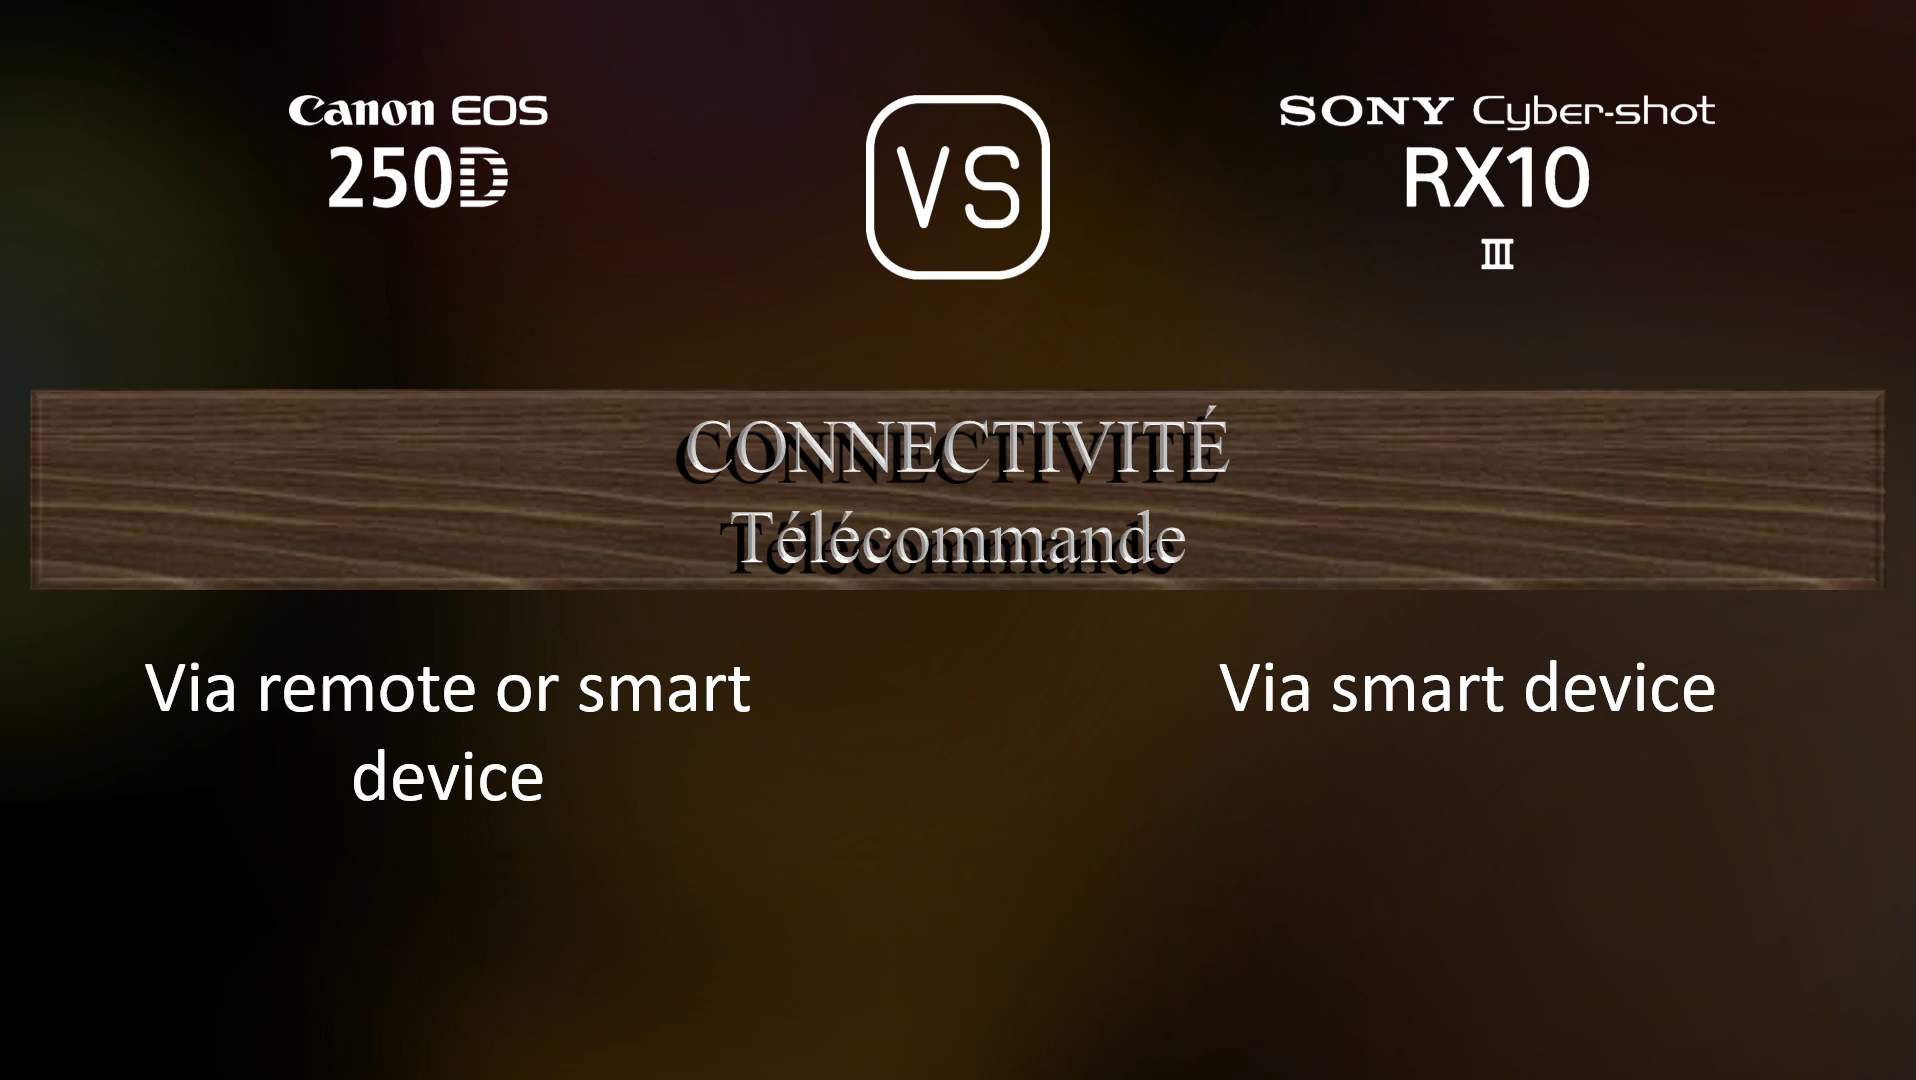 Canon EOS
250D
VS
SONY Cyber-shot
RX10
III
CONNECTIVITÉ
Télécommande
Via remote or smart
device
Via smart device